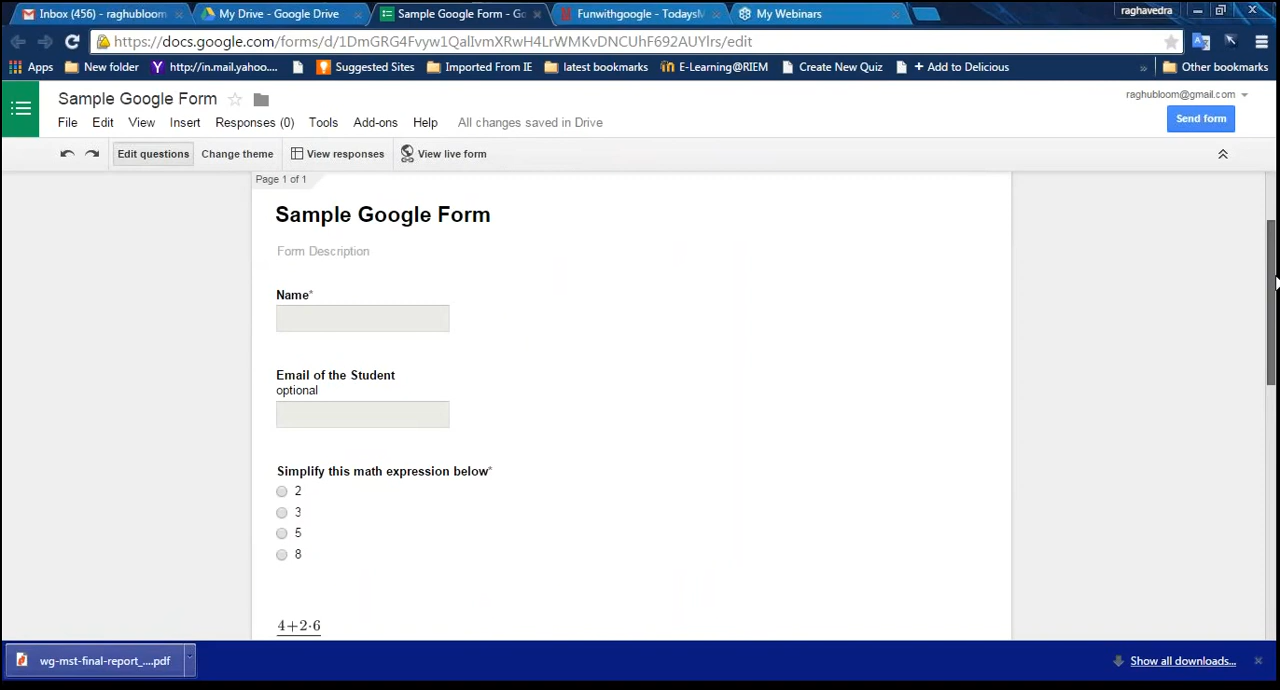 Inbox (456) - raghubloom
My Drive - Google Drive
Sample Google Form - Go
Funwithgoogle - TodaysM
My Webinars
raghavedra
https://docs.google.com/forms/d/1DmGRG4Fvyw1QalIvmXRwH4LrWMKvDNCUhF692AUYlrs/edit
Apps
New folder
http://in.mail.yahoo....
Suggested Sites
Imported From IE
latest bookmarks
E-Learning@RIEM
Create New Quiz
+ Add to Delicious
»
Other bookmarks
Sample Google Form
raghubloom@gmail.com
File Edit View Insert Responses (0) Tools Add-ons Help All changes saved in Drive
Send form
Edit questions Change theme View responses View live form
Page 1 of 1
Sample Google Form
Form Description
Name*
Email of the Student
optional
Simplify this math expression below*
2
3
5
8
4+2·6
wg-mst-final-report_....pdf
Show all downloads...